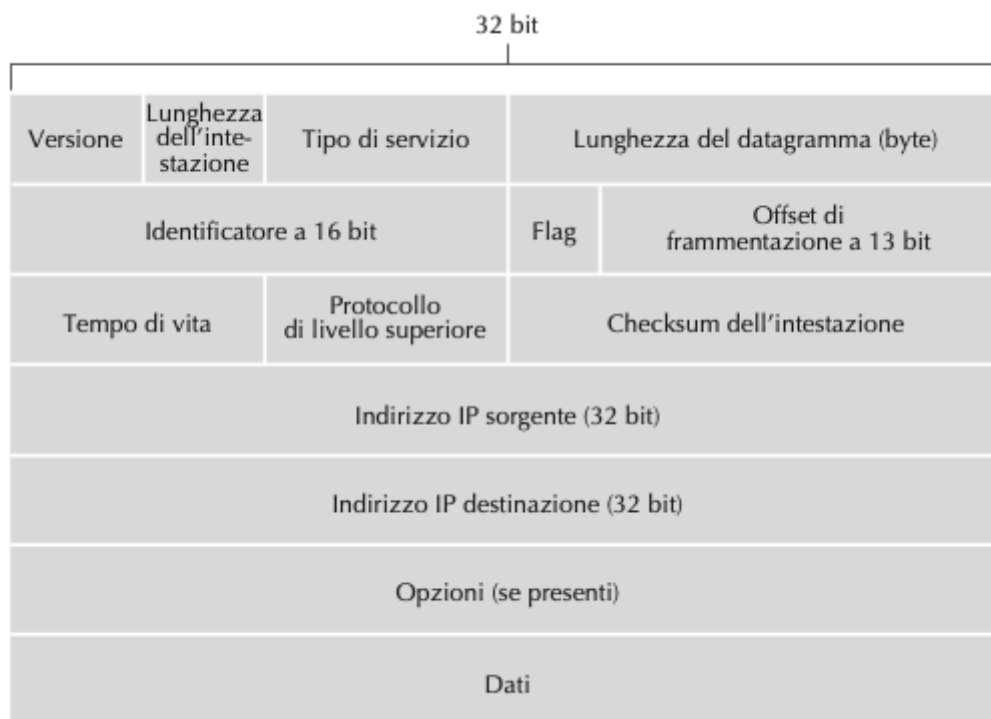 32 bit
Versione
Lunghezza
dell'inte-
stazione
Tipo di servizio
Lunghezza del datagramma (byte)
Identificatore a 16 bit
Flag
Offset di
frammentazione a 13 bit
Tempo di vita
Protocollo
di livello superiore
Checksum dell'intestazione
Indirizzo IP sorgente (32 bit)
Indirizzo IP destinazione (32 bit)
Opzioni (se presenti)
Dati